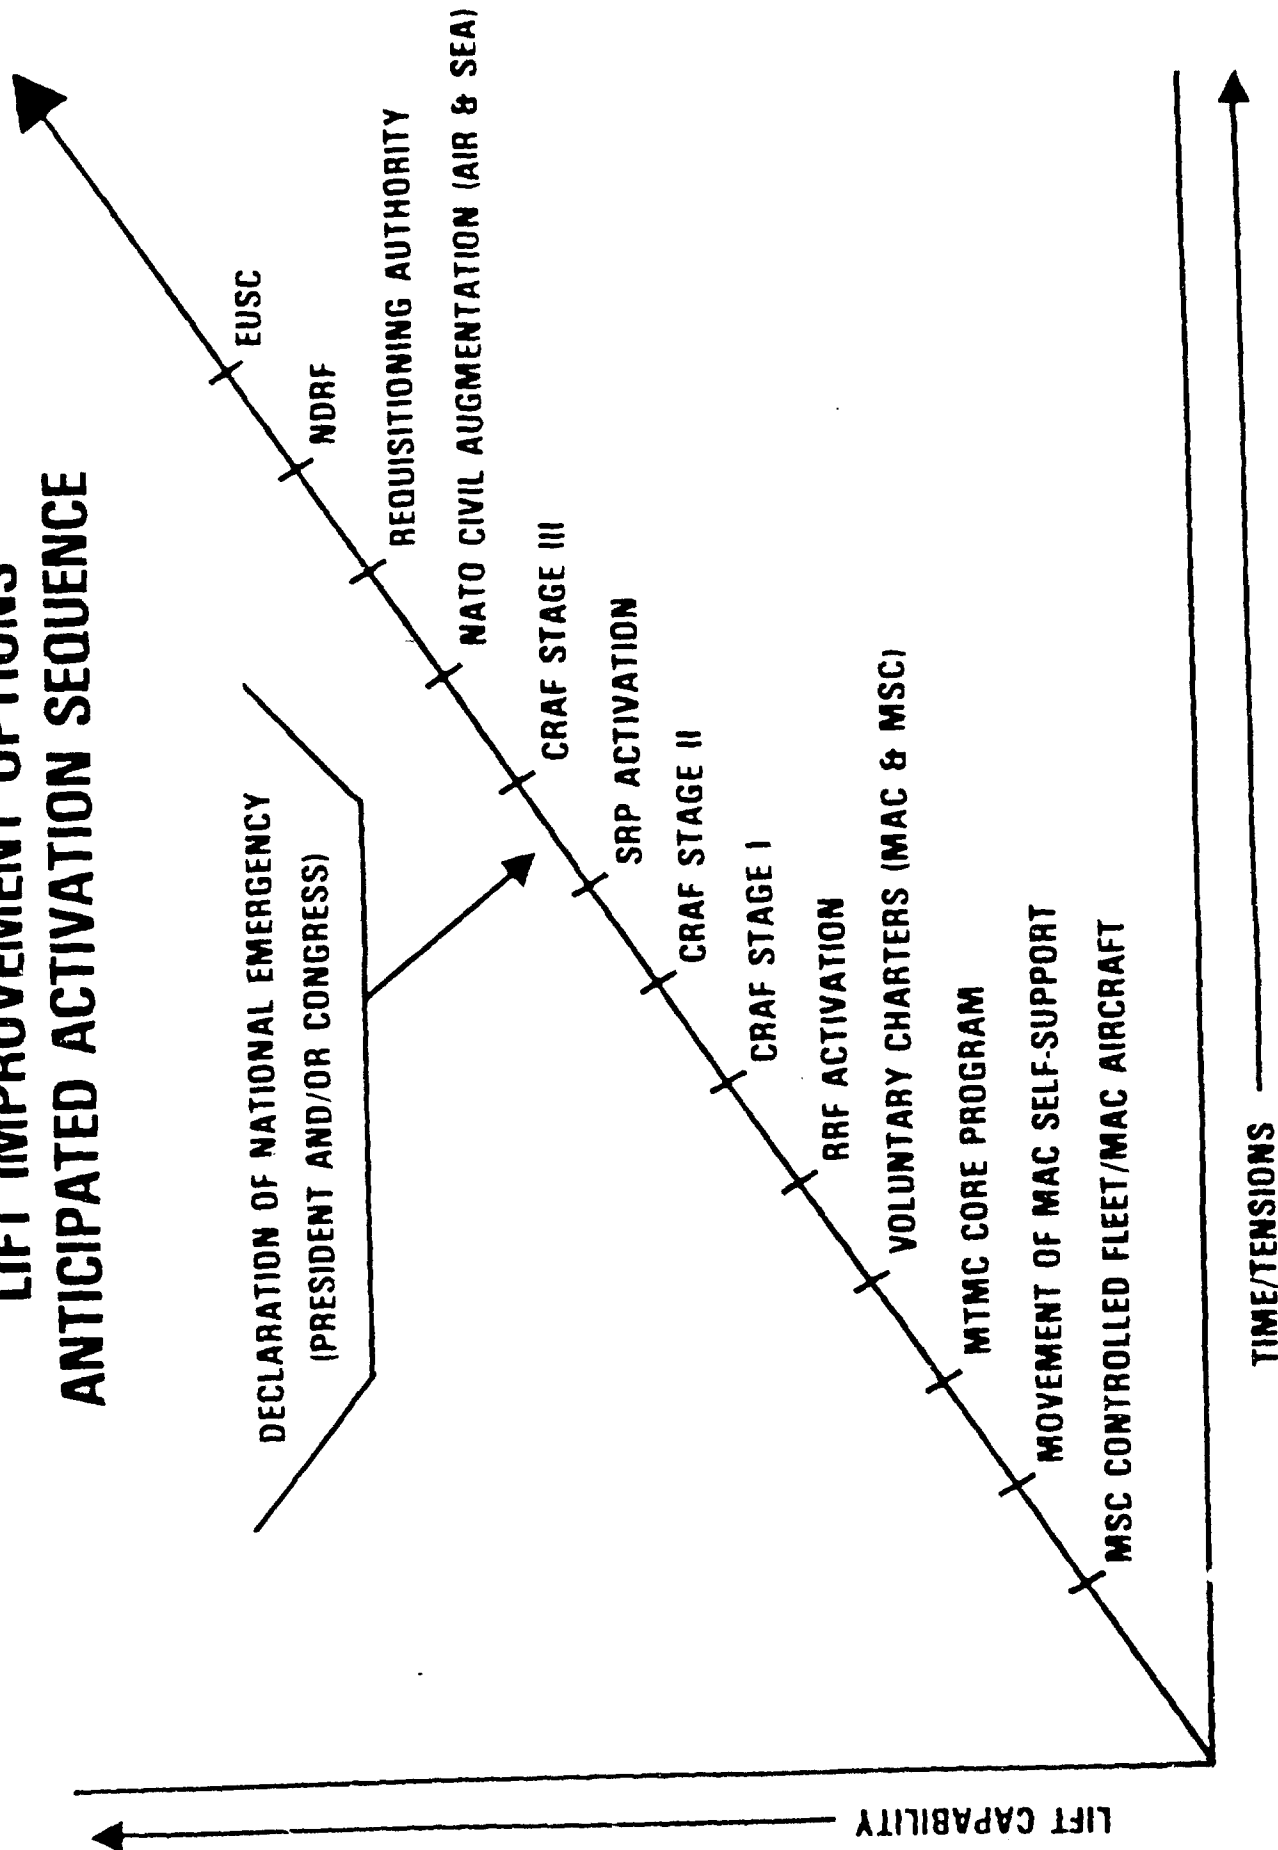 LIFT IMPROVEMENT OPTIONS
ANTICIPATED ACTIVATION SEQUENCE
DECLARATION OF NATIONAL EMERGENCY
(PRESIDENT AND/OR CONGRESS)
EUSC
NDRF
REQUISITIONING AUTHORITY
NATO CIVIL AUGMENTATION (AIR & SEA)
CRAF STAGE III
SRP ACTIVATION
CRAF STAGE II
CRAF STAGE I
RRF ACTIVATION
VOLUNTARY CHARTERS (MAC & MSC)
MTMC CORE PROGRAM
MOVEMENT OF MAC SELF-SUPPORT
MSC CONTROLLED FLEET/MAC AIRCRAFT
LIFT CAPABILITY
TIME/TENSIONS